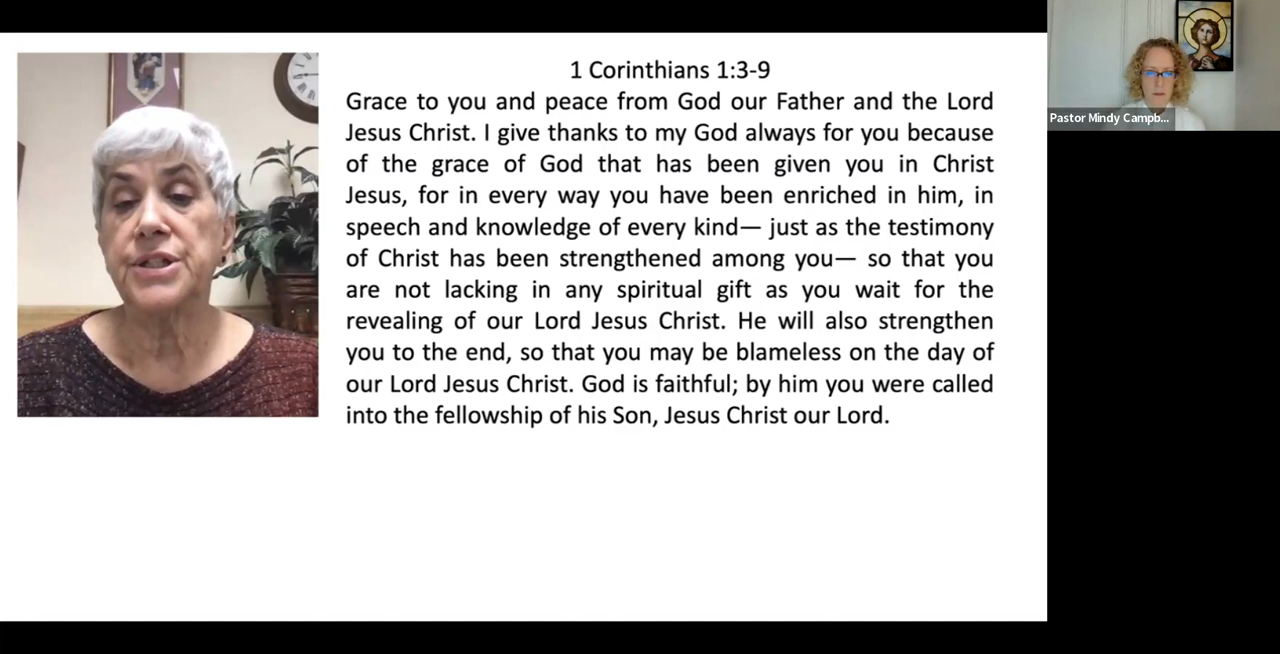 1 Corinthians 1:3-9
Grace to you and peace from God our Father and the Lord
Jesus Christ. I give thanks to my God always for you because
of the grace of God that has been given you in Christ
Jesus, for in every way you have been enriched in him, in
speech and knowledge of every kind— just as the testimony
of Christ has been strengthened among you— so that you
are not lacking in any spiritual gift as you wait for the
revealing of our Lord Jesus Christ. He will also strengthen
you to the end, so that you may be blameless on the day of
our Lord Jesus Christ. God is faithful; by him you were called
into the fellowship of his Son, Jesus Christ our Lord.
Pastor Mindy Campb...